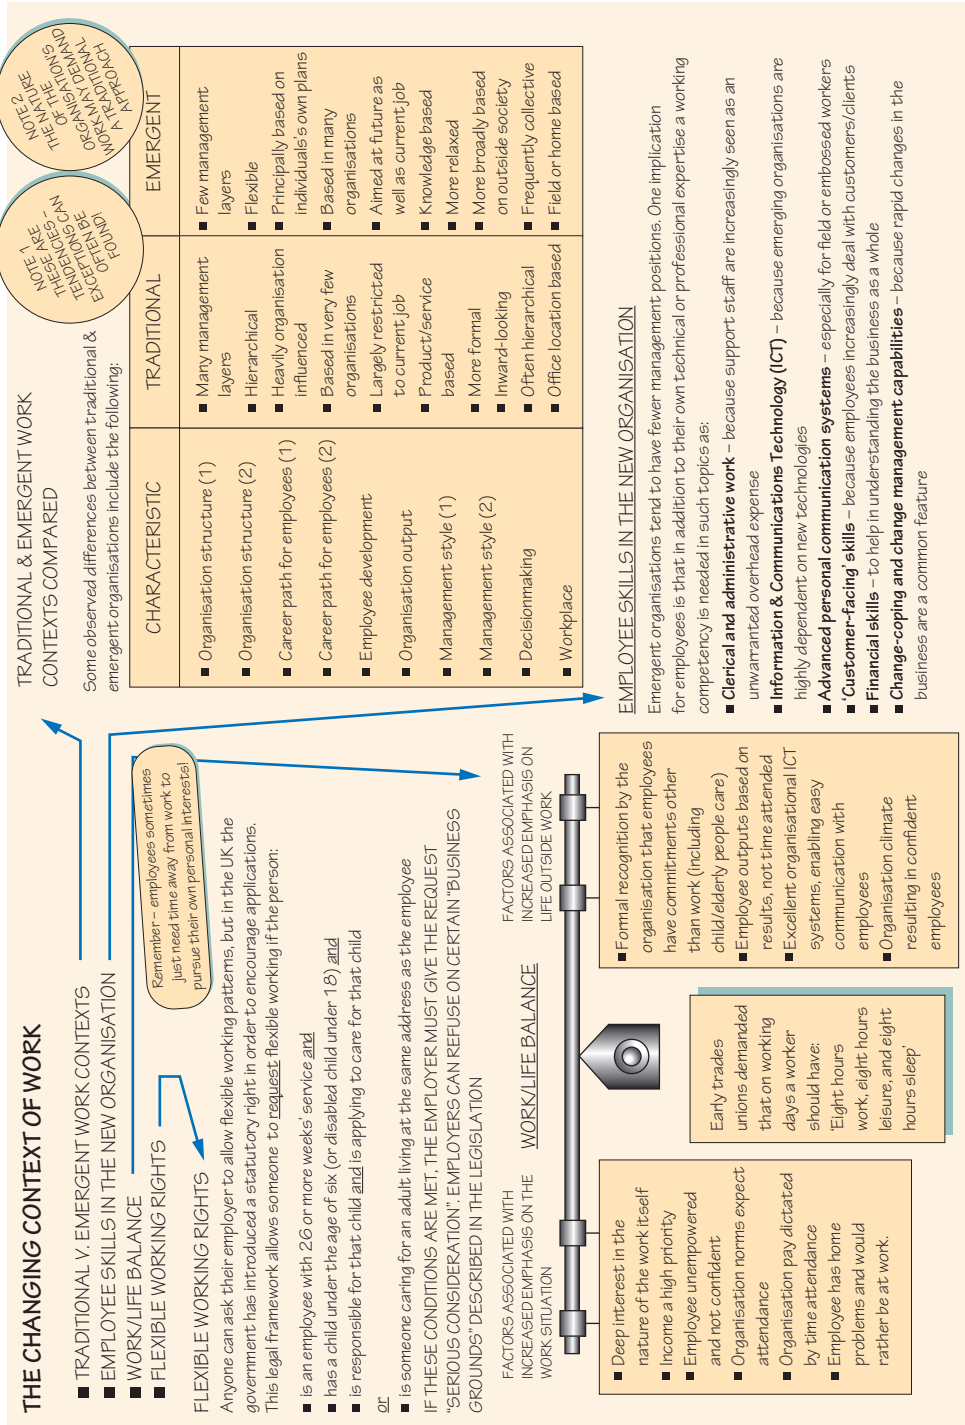 THE CHANGING CONTEXT OF WORK
■ TRADITIONAL V. EMERGENT WORK CONTEXTS
■ EMPLOYEE SKILLS IN THE NEW ORGANISATION
■ WORK/LIFE BALANCE
■ FLEXIBLE WORKING RIGHTS
Remember – employees sometimes
just need time away from work to
pursue their own personal interests!
FLEXIBLE WORKING RIGHTS
Anyone can ask their employer to allow flexible working patterns, but in the UK the
government has introduced a statutory right in order to encourage applications.
This legal framework allows someone to request flexible working if the person:
■ is an employee with 26 or more weeks' service and
■ has a child under the age of six (or disabled child under 18) and
■ is responsible for that child and is applying to care for that child
or
■ is someone caring for an adult living at the same address as the employee
IF THESE CONDITIONS ARE MET, THE EMPLOYER MUST GIVE THE REQUEST
"SERIOUS CONSIDERATION". EMPLOYERS CAN REFUSE ON CERTAIN "BUSINESS
GROUNDS" DESCRIBED IN THE LEGISLATION
WORK/LIFE BALANCE
FACTORS ASSOCIATED WITH
INCREASED EMPHASIS ON THE
WORK SITUATION
■ Deep interest in the
nature of the work itself
■ Income a high priority
■ Employee unempowered
and not confident
■ Organisation norms expect
attendance
■ Organisation pay dictated
by time attendance
■ Employee has home
problems and would
rather be at work.
Early trades
unions demanded
that on working
days a worker
should have:
'Eight hours
work, eight hours
leisure, and eight
hours sleep'
FACTORS ASSOCIATED WITH
INCREASED EMPHASIS ON
LIFE OUTSIDE WORK
■ Formal recognition by the
organisation that employees
have commitments other
than work (including
child/elderly people care)
■ Employee outputs based on
results, not time attended
■ Excellent organisational ICT
systems, enabling easy
communication with
employees
■ Organisation climate
resulting in confident
employees
TRADITIONAL & EMERGENT WORK
CONTEXTS COMPARED
Some observed differences between traditional &
emergent organisations include the following:
NOTE 1
THESE ARE
TENDENCIES –
EXCEPTIONS CAN
OFTEN BE
FOUND!
NOTE 2
THE NATURE
OF THE
ORGANISATION'S
WORK MAY DEMAND
A TRADITIONAL
APPROACH
CHARACTERISTIC
TRADITIONAL
EMERGENT
■ Organisation structure (1)
■ Many management
layers
■ Few management
layers
■ Organisation structure (2)
■ Hierarchical
■ Flexible
■ Career path for employees (1)
■ Heavily organisation
influenced
■ Principally based on
individuals's own plans
■ Career path for employees (2)
■ Based in very few
organisations
■ Based in many
organisations
■ Employee development
■ Largely restricted
to current job
■ Aimed at future as
well as current job
■ Organisation output
■ Product/service
based
■ Knowledge based
■ Management style (1)
■ More formal
■ More relaxed
■ Management style (2)
■ Inward-looking
■ More broadly based
on outside society
■ Decisionmaking
■ Often hierarchical
■ Frequently collective
■ Workplace
■ Office location based
■ Field or home based
EMPLOYEE SKILLS IN THE NEW ORGANISATION
Emergent organisations tend to have fewer management positions. One implication
for employees is that in addition to their own technical or professional expertise a working
competency is needed in such topics as:
■ Clerical and administrative work – because support staff are increasingly seen as an
unwarranted overhead expense
■ Information & Communications Technology (ICT) – because emerging organisations are
highly dependent on new technologies
■ Advanced personal communication systems – especially for field or embossed workers
■ 'Customer-facing' skills – because employees increasingly deal with customers/clients
■ Financial skills – to help in understanding the business as a whole
■ Change-coping and change management capabilities – because rapid changes in the
business are a common feature